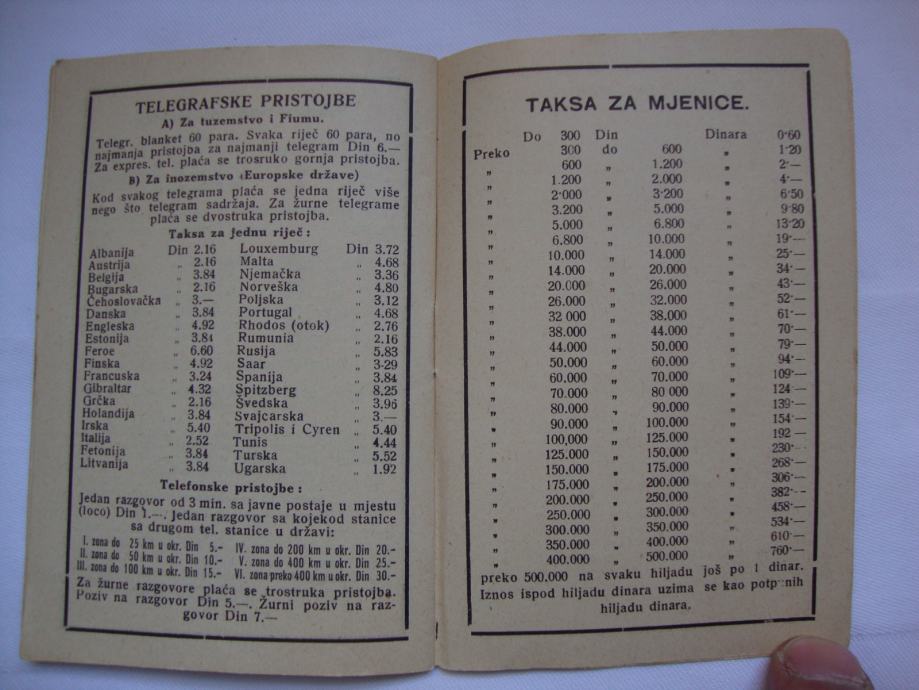 TELEGRAFSKE PRISTOJBE
A) Za tuzemstvo i Fiumu.
Telegr. blanket 60 para. Svaka riječ 60 para, no
najmanja pristojba za najmanji telegram Din 6.—
Za expres. tel. plaća se trosruko gornja pristojba.
B) Za inozemstvo (Europske države)
Kod svakog telegrama plaća se jedna riječ više
nego što telegram sadržaja. Za žurne telegrame
plaća se dvostruka pristojba.
Taksa za jednu riječ :
Albanija Din 2.16 Louxemburg Din 3.72
Austrija „ 2.16 Malta „ 4.68
Belgija „ 3.84 Njemačka „ 3.36
Bugarska „ 2.16 Norveška „ 4.80
Čehoslovačka „ 3.— Poljska „ 3.12
Danska „ 3.84 Portugal „ 4.68
Engleska „ 4.92 Rhodos (otok) „ 2.76
Estonija „ 3.84 Rumunia „ 2.16
Feroe „ 6.60 Rusija „ 5.83
Finska „ 4.92 Saar „ 3·29
Francuska „ 3.24 Spanija „ 3.84
Gibraltar „ 4.32 Spitzberg „ 8.25
Grčka „ 2.16 Švedska „ 3.96
Holandija „ 3.84 Svajcarska „ 3.—
Irska „ 5.40 Tripolis i Cyren „ 5.40
Italija „ 2.52 Tunis „ 4.44
Fetonija „ 3.84 Turska „ 5.52
Litvanija „ 3.84 Ugarska „ 1.92
Telefonske pristojbe :
Jedan razgovor od 3 min. sa javne postaje u mjestu
(loco) Din 1.—. Jedan razgovor sa kojekod stanice
sa drugom tel. stanice u državi:
I. zona do 25 km u okr. Din 5.- IV. zona do 200 km u okr. Din 20.-
II. zona do 50 km u okr. Din 10.- V. zona do 400 km u okr. Din 25.-
III. zona do 100 km u okr. Din 15.- VI. zona preko 400 km u okr. Din 30.-
Za žurne razgovore plaća se trostruka pristojba.
Poziv na razgovor Din 5.—. Žurni poziv na raz-
govor Din 7.—
TAKSA ZA MJENICE.
Do 300 Din Dinara 0·60
Preko 300 do 600 „ 1·20
„ 600 „ 1.200 „ 2·—
„ 1.200 „ 2.000 „ 4·—
„ 2·000 „ 3·200 „ 6·50
„ 3.200 „ 5.000 „ 9·80
„ 5.000 „ 6.800 „ 13·20
„ 6.800 „ 10.000 „ 19·—
„ 10.000 „ 14.000 „ 25·—
„ 14.000 „ 20.000 „ 34·—
„ 20.000 „ 26.000 „ 43·—
„ 26.000 „ 32.000 „ 52·—
„ 32 000 „ 38.000 „ 61·—
„ 38.000 „ 44.000 „ 70·—
„ 44.000 „ 50.000 „ 79·—
„ 50.000 „ 60.000 „ 94·—
„ 60.000 „ 70.000 „ 109·—
„ 70.000 „ 80 000 „ 124·—
„ 80.000 „ 90.000 „ 139·—
„ 90.000 „ 100.000 „ 154·—
„ 100,000 „ 125.000 „ 192·—
„ 125.000 „ 150.000 „ 230·—
„ 150.000 „ 175.000 „ 268·—
„ 175.000 „ 200.000 „ 306·—
„ 200.000 „ 250.000 „ 382·—
„ 250.000 „ 300.000 „ 458·—
„ 300.000 „ 350.000 „ 534·—
„ 350.000 „ 400.000 „ 610·—
„ 400.000 „ 500.000 „ 760·—
preko 500.000 na svaku hiljadu još po 1 dinar.
Iznos ispod hiljadu dinara uzima se kao potp nih
hiljadu dinara.